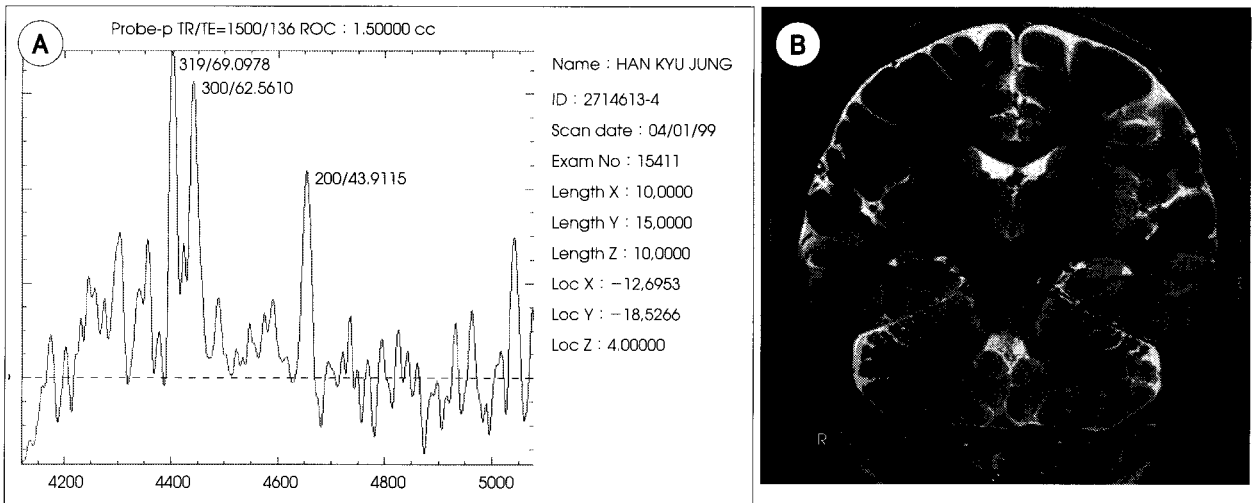 A
Probe-p TR/TE=1500/136 ROC : 1.50000 cc
319/69.0978
300/62.5610
200/43.9115
Name : HAN KYU JUNG
ID : 2714613-4
Scan date : 04/01/99
Exam No : 15411
Length X : 10,0000
Length Y : 15,0000
Length Z : 10,0000
Loc X : −12,6953
Loc Y : −18,5266
Loc Z : 4.00000
4200 4400 4600 4800 5000
B
R